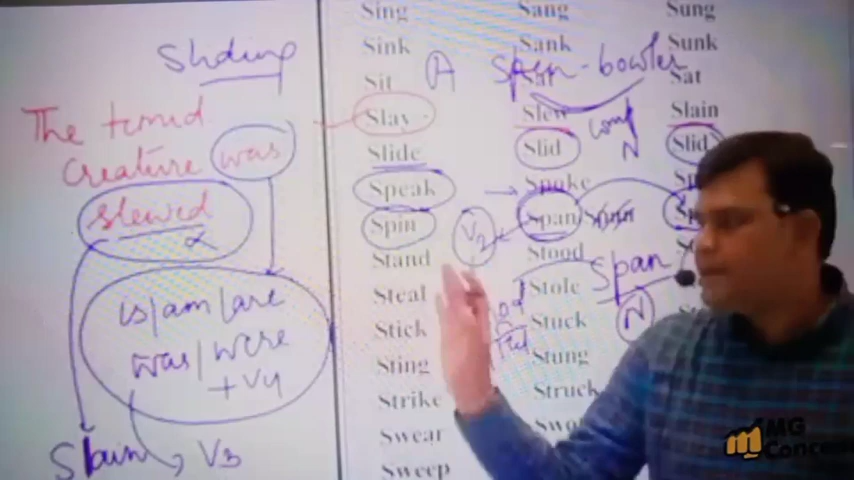 Sliding
The
creature was
slewed
is/am/are
was/were
+ V4
Slain
V3
Sing Sang Sung
Sink Sank Sunk
Sit Sat Sat
A Spin-bowler
Slay Slew Slain
Slide Slid Slid
comp
N
Speak Spoke
Spin Span
V2
Span
N
Stand Stood
Steal Stole
Stick Stuck
Sting Stung
Strike Struck
Swear
Sweep
MG